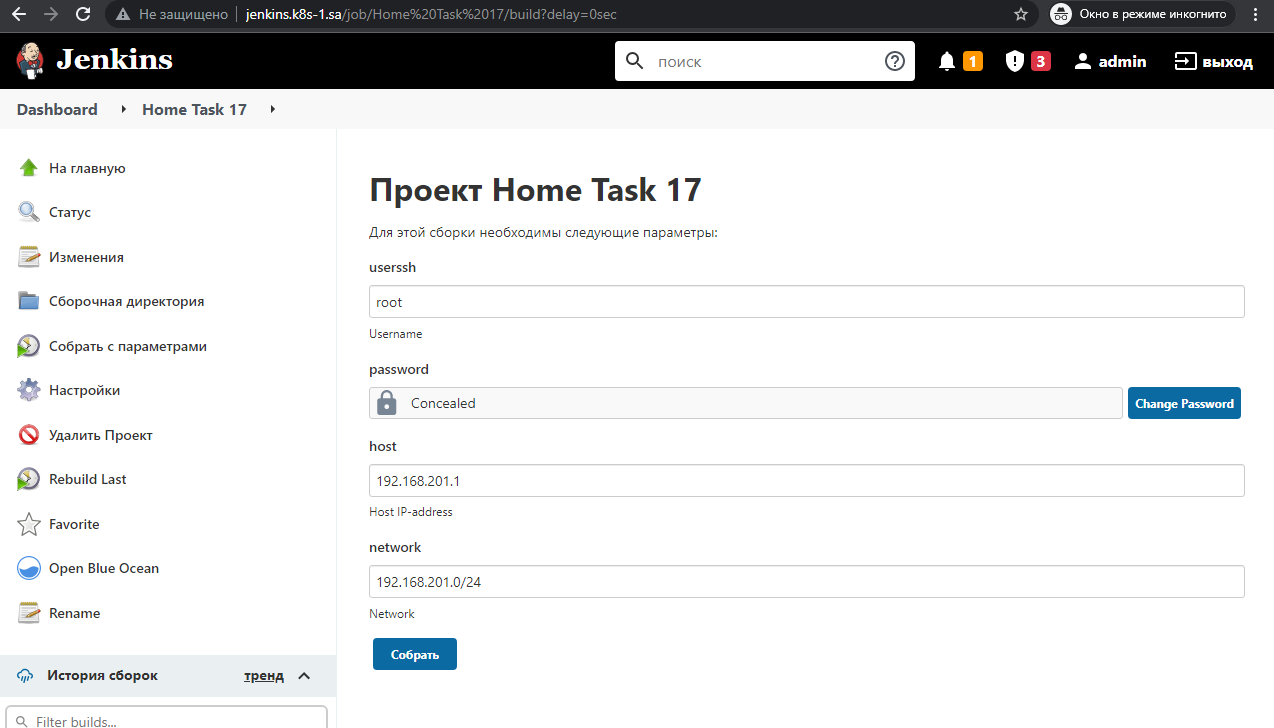 Не защищено jenkins.k8s-1.sa/job/Home%20Task%2017/build?delay=0sec Окно в режиме инкогнито
Jenkins поиск 1 3 admin выход
Dashboard Home Task 17
На главную
Статус
Изменения
Сборочная директория
Собрать с параметрами
Настройки
Удалить Проект
Rebuild Last
Favorite
Open Blue Ocean
Rename
История сборок тренд
Filter builds...
Проект Home Task 17
Для этой сборки необходимы следующие параметры:
userssh
root
Username
password
Concealed Change Password
host
192.168.201.1
Host IP-address
network
192.168.201.0/24
Network
Собрать